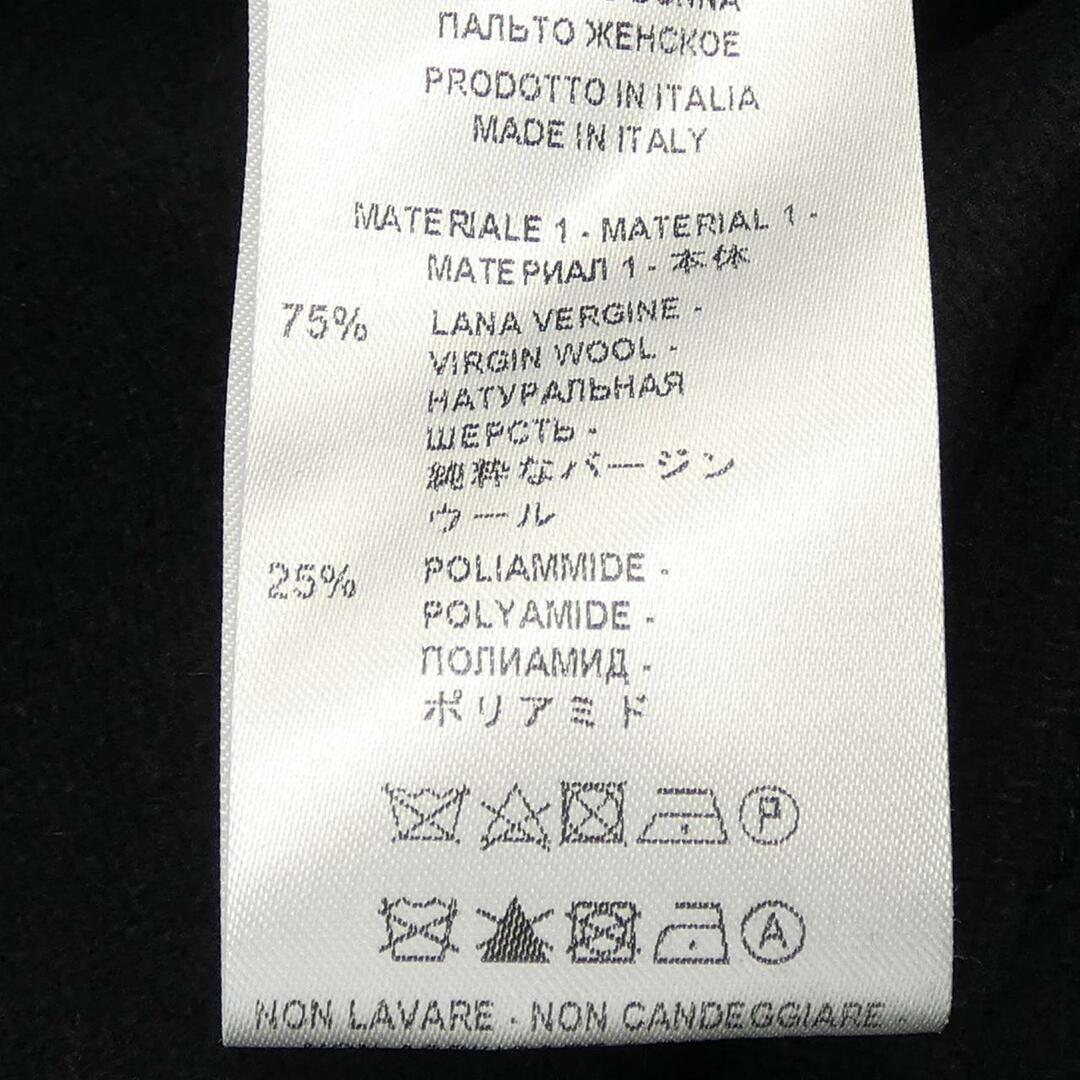 DONNA
ПАЛЬТО ЖЕНСКОЕ
PRODOTTO IN ITALIA
MADE IN ITALY
MATERIALE 1 - MATERIAL 1 -
МАТЕРИАЛ 1 - 本体
75% LANA VERGINE -
VIRGIN WOOL -
НАТУРАЛЬНАЯ
ШЕРСТЬ -
純粋なバージン
ウール
25% POLIAMMIDE -
POLYAMIDE -
ПОЛИАМИД -
ポリアミド
P
A
NON LAVARE - NON CANDEGGIARE -